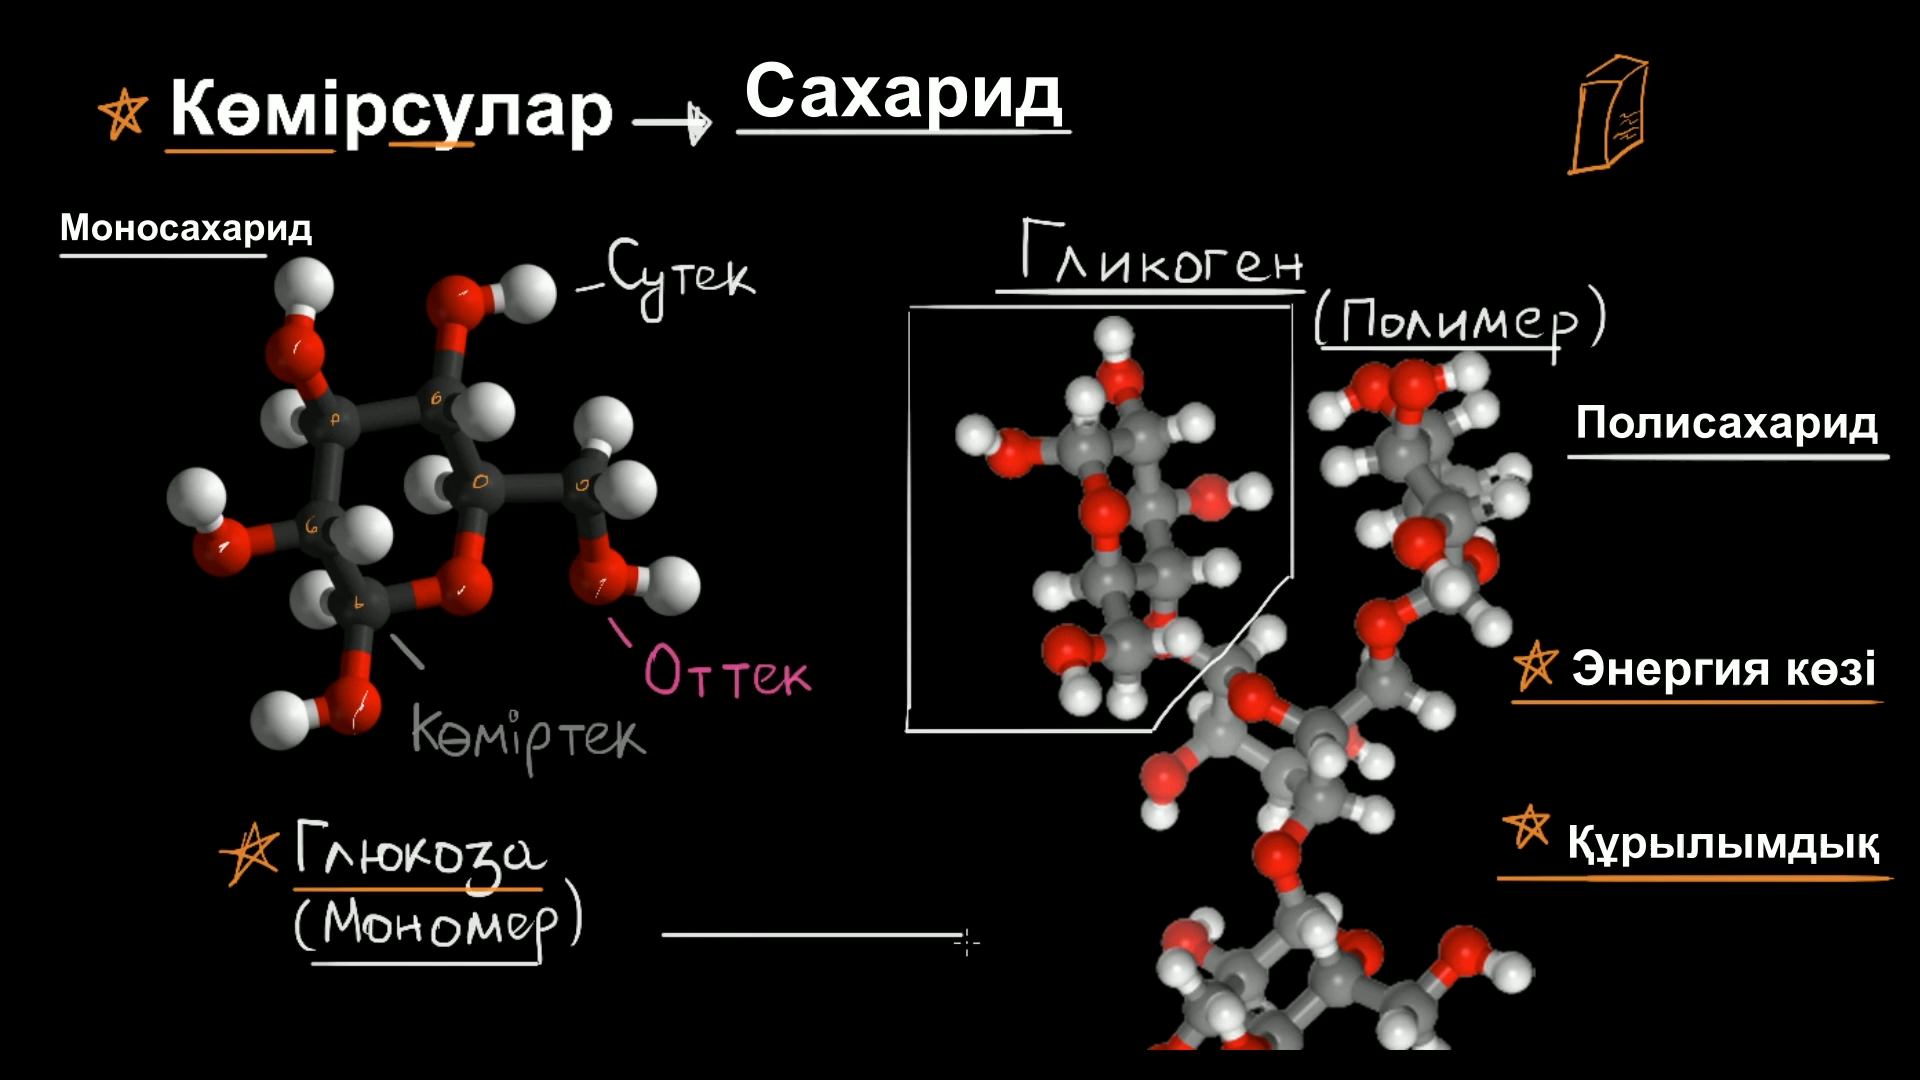 Көмірсулар
Сахарид
Моносахарид
Сутек
Гликоген
(Полимер)
Полисахарид
Оттек
Көміртек
Энергия көзі
Құрылымдық
Глюкоза
(Мономер)